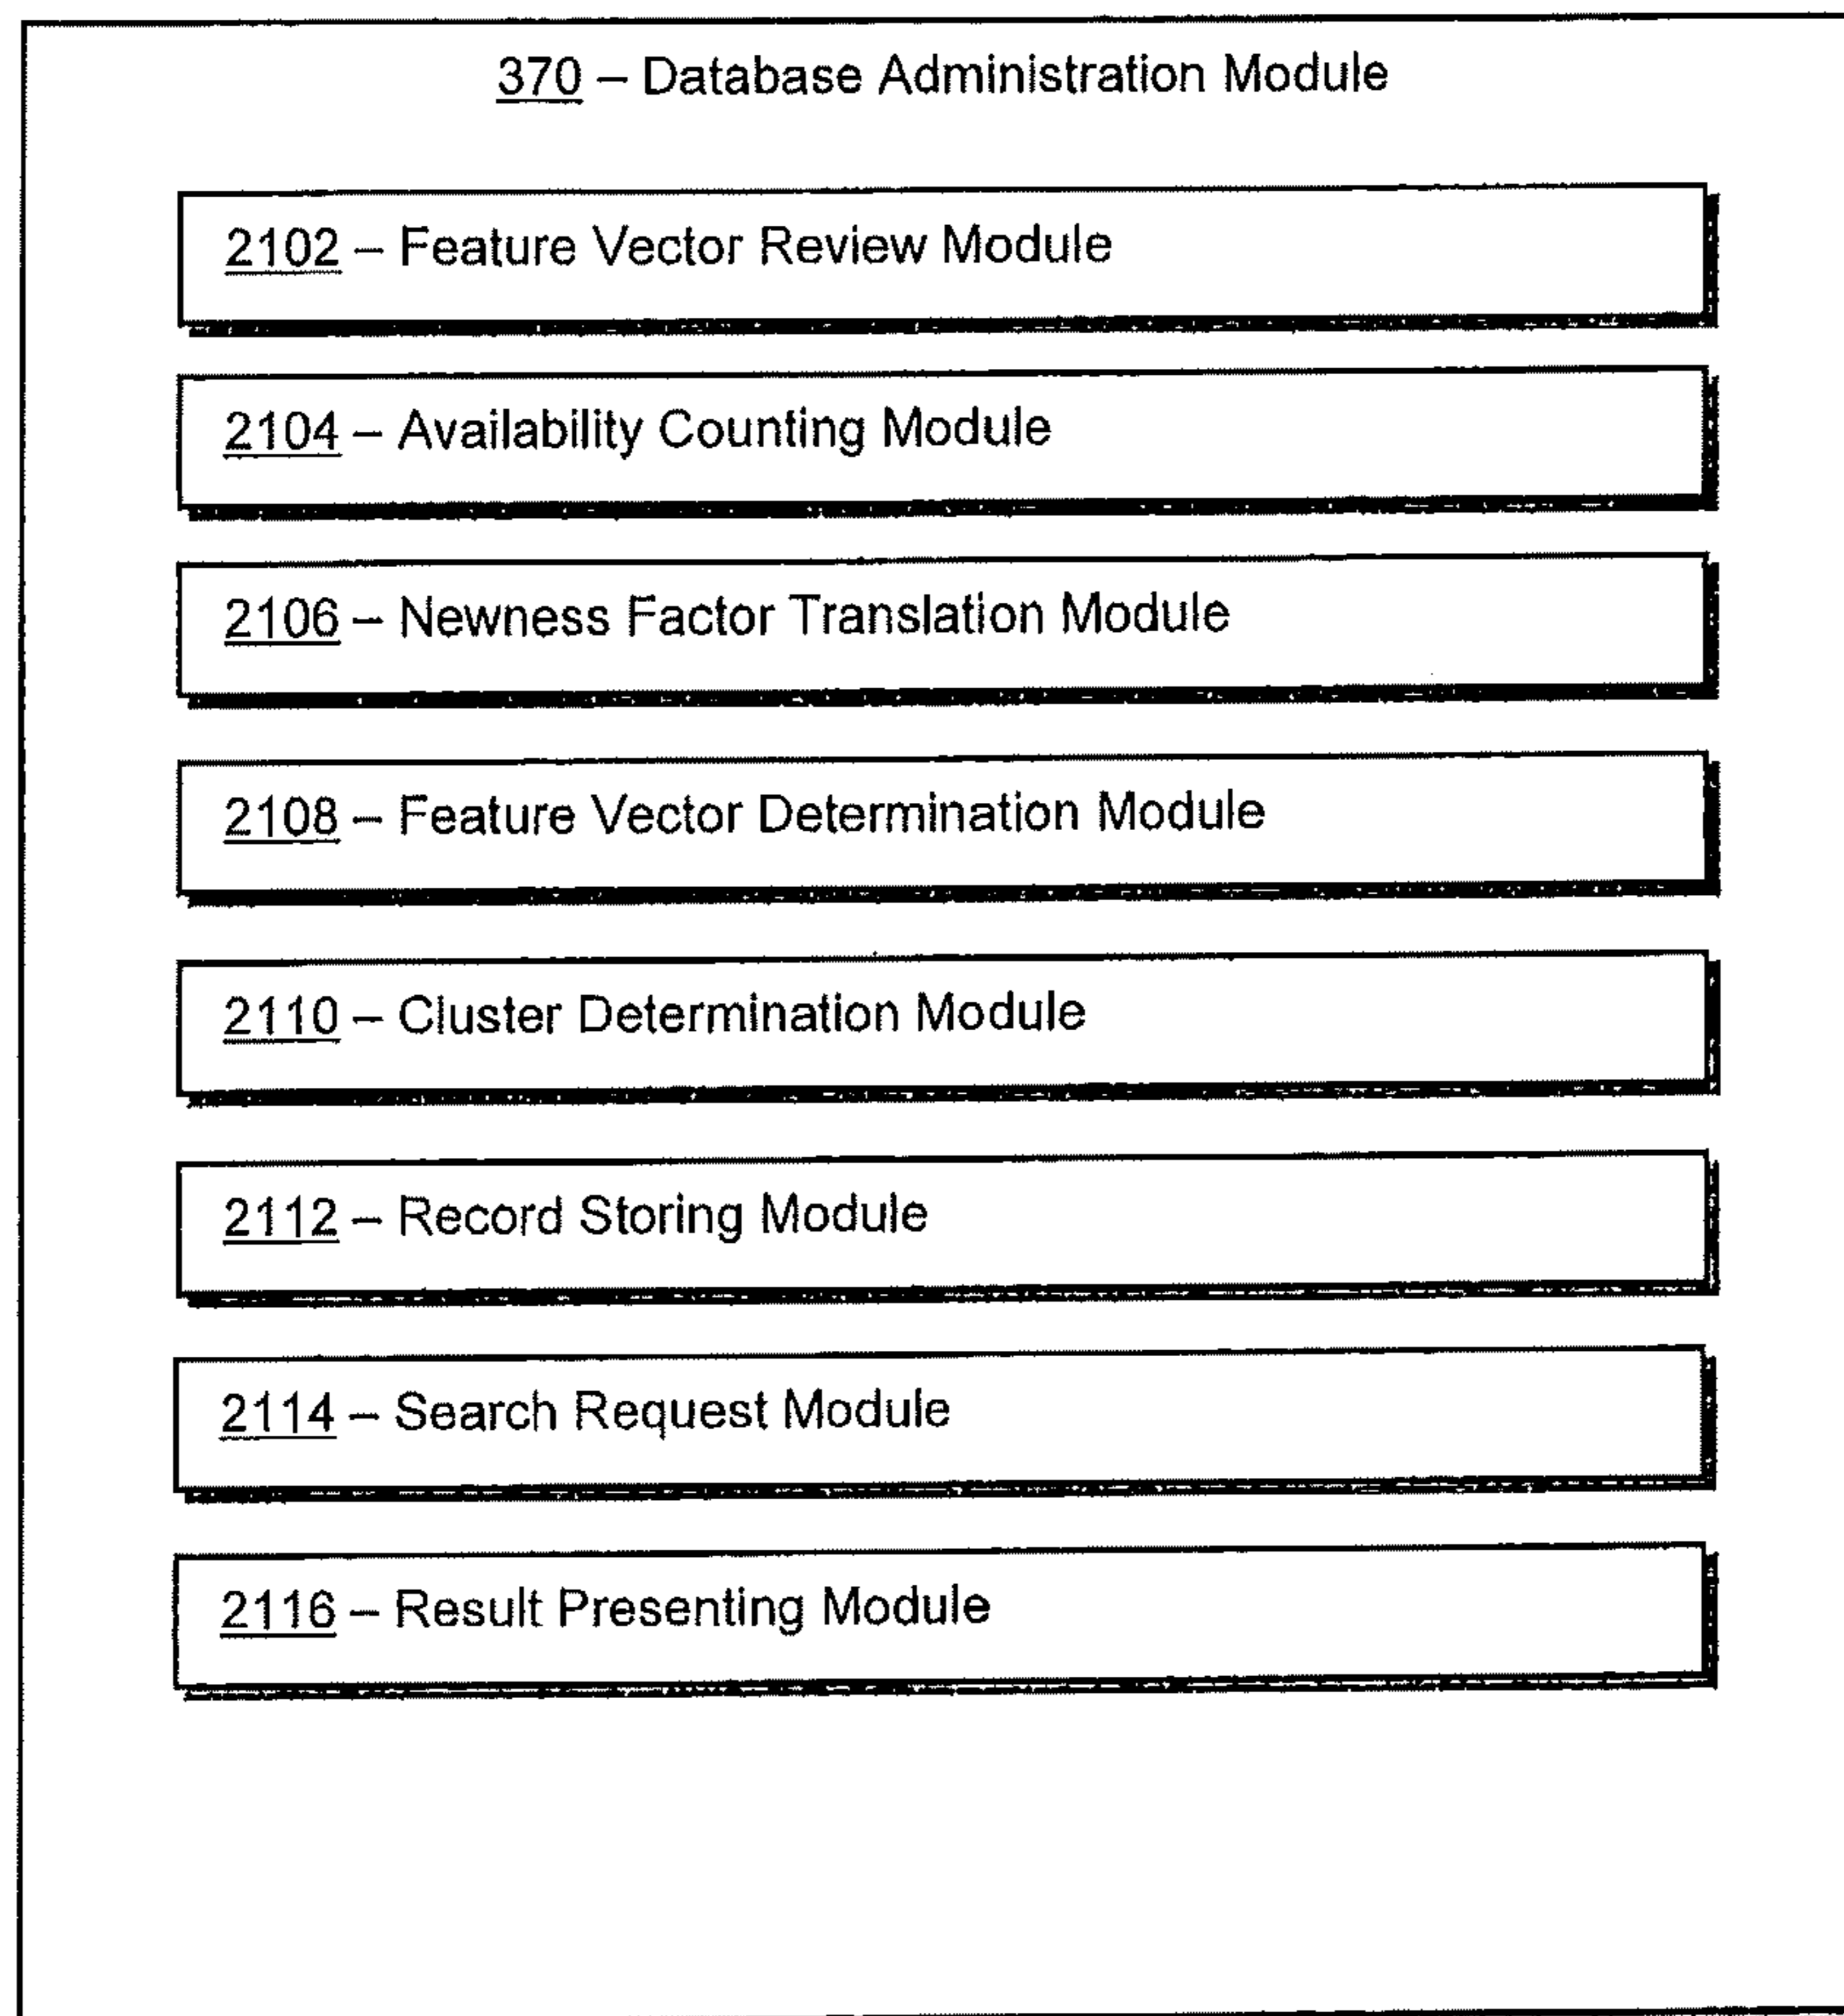 370 – Database Administration Module
2102 – Feature Vector Review Module
2104 – Availability Counting Module
2106 – Newness Factor Translation Module
2108 – Feature Vector Determination Module
2110 – Cluster Determination Module
2112 – Record Storing Module
2114 – Search Request Module
2116 – Result Presenting Module